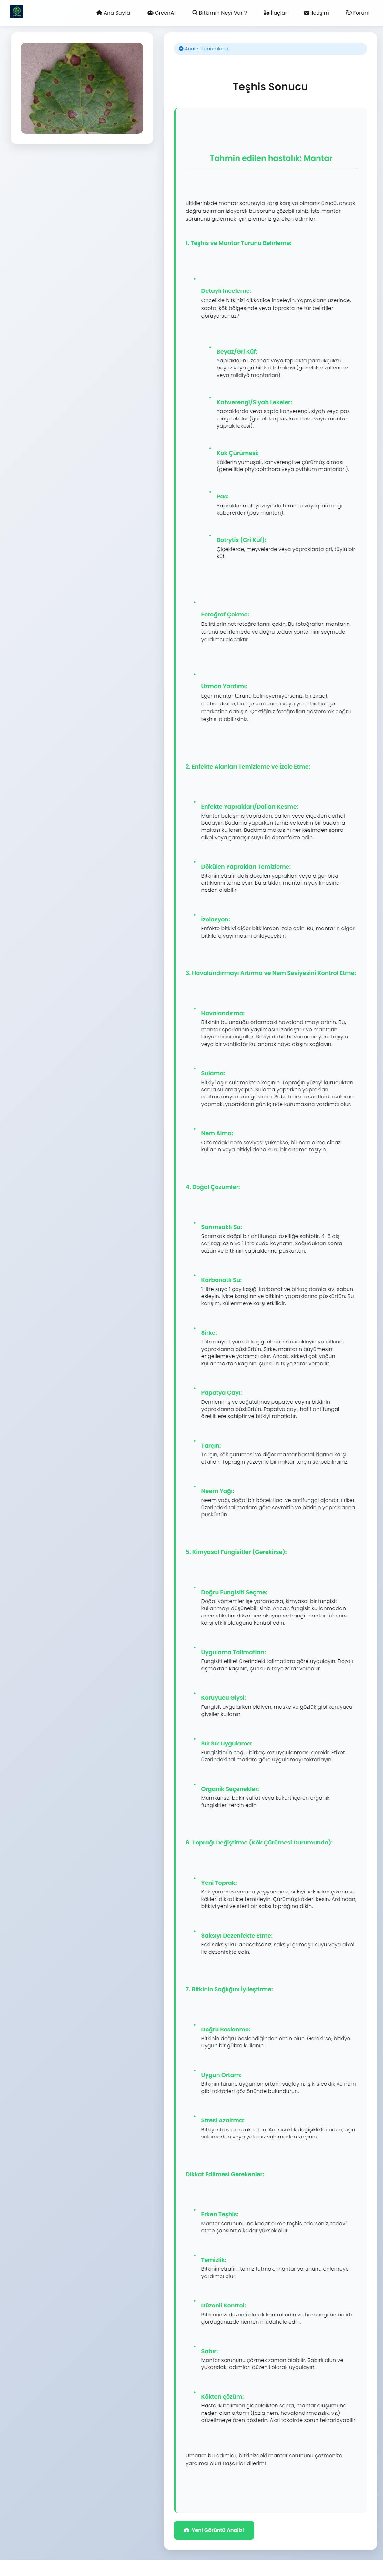 Ana Sayfa
GreenAI
Bitkimin Neyi Var ?
İlaçlar
İletişim
Forum
Analiz Tamamlandı
Teşhis Sonucu
Tahmin edilen hastalık: Mantar
Bitkilerinizde mantar sorunuyla karşı karşıya olmanız üzücü, ancak
doğru adımları izleyerek bu sorunu çözebilirsiniz. İşte mantar
sorununu gidermek için izlemeniz gereken adımlar:
1. Teşhis ve Mantar Türünü Belirleme:
Detaylı İnceleme:
Öncelikle bitkinizi dikkatlice inceleyin. Yaprakların üzerinde,
sapta, kök bölgesinde veya toprakta ne tür belirtiler
görüyorsunuz?
Beyaz/Gri Küf:
Yaprakların üzerinde veya toprakta pamukçuksu
beyaz veya gri bir küf tabakası (genellikle külleme
veya mildiyö mantarları).
Kahverengi/Siyah Lekeler:
Yapraklarda veya sapta kahverengi, siyah veya pas
rengi lekeler (genellikle pas, kara leke veya mantar
yaprak lekesi).
Kök Çürümesi:
Köklerin yumuşak, kahverengi ve çürümüş olması
(genellikle phytophthora veya pythium mantarları).
Pas:
Yaprakların alt yüzeyinde turuncu veya pas rengi
kabarcıklar (pas mantarı).
Botrytis (Gri Küf):
Çiçeklerde, meyvelerde veya yapraklarda gri, tüylü bir
küf.
Fotoğraf Çekme:
Belirtilerin net fotoğraflarını çekin. Bu fotoğraflar, mantarın
türünü belirlemede ve doğru tedavi yöntemini seçmede
yardımcı olacaktır.
Uzman Yardımı:
Eğer mantar türünü belirleyemiyorsanız, bir ziraat
mühendisine, bahçe uzmanına veya yerel bir bahçe
merkezine danışın. Çektiğiniz fotoğrafları göstererek doğru
teşhisi alabilirsiniz.
2. Enfekte Alanları Temizleme ve İzole Etme:
Enfekte Yaprakları/Dalları Kesme:
Mantar bulaşmış yaprakları, dalları veya çiçekleri derhal
budayın. Budama yaparken temiz ve keskin bir budama
makası kullanın. Budama makasını her kesimden sonra
alkol veya çamaşır suyu ile dezenfekte edin.
Dökülen Yaprakları Temizleme:
Bitkinin etrafındaki dökülen yaprakları veya diğer bitki
artıklarını temizleyin. Bu artıklar, mantarın yayılmasına
neden olabilir.
İzolasyon:
Enfekte bitkiyi diğer bitkilerden izole edin. Bu, mantarın diğer
bitkilere yayılmasını önleyecektir.
3. Havalandırmayı Artırma ve Nem Seviyesini Kontrol Etme:
Havalandırma:
Bitkinin bulunduğu ortamdaki havalandırmayı artırın. Bu,
mantar sporlarının yayılmasını zorlaştırır ve mantarın
büyümesini engeller. Bitkiyi daha havadar bir yere taşıyın
veya bir vantilatör kullanarak hava akışını sağlayın.
Sulama:
Bitkiyi aşırı sulamaktan kaçının. Toprağın yüzeyi kuruduktan
sonra sulama yapın. Sulama yaparken yaprakları
ıslatmamaya özen gösterin. Sabah erken saatlerde sulama
yapmak, yaprakların gün içinde kurumasına yardımcı olur.
Nem Alma:
Ortamdaki nem seviyesi yüksekse, bir nem alma cihazı
kullanın veya bitkiyi daha kuru bir ortama taşıyın.
4. Doğal Çözümler:
Sarımsaklı Su:
Sarımsak doğal bir antifungal özelliğe sahiptir. 4-5 diş
sarısağı ezin ve 1 litre suda kaynatın. Soğuduktan sonra
süzün ve bitkinin yapraklarına püskürtün.
Karbonatlı Su:
1 litre suya 1 çay kaşığı karbonat ve birkaç damla sıvı sabun
ekleyin. İyice karıştırın ve bitkinin yapraklarına püskürtün. Bu
karışım, küllenmeye karşı etkilidir.
Sirke:
1 litre suya 1 yemek kaşığı elma sirkesi ekleyin ve bitkinin
yapraklarına püskürtün. Sirke, mantarın büyümesini
engellemeye yardımcı olur. Ancak, sirkeyi çok yoğun
kullanmaktan kaçının, çünkü bitkiye zarar verebilir.
Papatya Çayı:
Demlenmiş ve soğutulmuş papatya çayını bitkinin
yapraklarına püskürtün. Papatya çayı, hafif antifungal
özelliklere sahiptir ve bitkiyi rahatlatır.
Tarçın:
Tarçın, kök çürümesi ve diğer mantar hastalıklarına karşı
etkilidir. Toprağın yüzeyine bir miktar tarçın serpebilirsiniz.
Neem Yağı:
Neem yağı, doğal bir böcek ilacı ve antifungal ajandır. Etiket
üzerindeki talimatlara göre seyreltin ve bitkinin yapraklarına
püskürtün.
5. Kimyasal Fungisitler (Gerekirse):
Doğru Fungisiti Seçme:
Doğal yöntemler işe yaramazsa, kimyasal bir fungisit
kullanmayı düşünebilirsiniz. Ancak, fungisit kullanmadan
önce etiketini dikkatlice okuyun ve hangi mantar türlerine
karşı etkili olduğunu kontrol edin.
Uygulama Talimatları:
Fungisiti etiket üzerindeki talimatlara göre uygulayın. Dozajı
aşmaktan kaçının, çünkü bitkiye zarar verebilir.
Koruyucu Giysi:
Fungisit uygularken eldiven, maske ve gözlük gibi koruyucu
giysiler kullanın.
Sık Sık Uygulama:
Fungisitlerin çoğu, birkaç kez uygulanması gerekir. Etiket
üzerindeki talimatlara göre uygulamayı tekrarlayın.
Organik Seçenekler:
Mümkünse, bakır sülfat veya kükürt içeren organik
fungisitleri tercih edin.
6. Toprağı Değiştirme (Kök Çürümesi Durumunda):
Yeni Toprak:
Kök çürümesi sorunu yaşıyorsanız, bitkiyi saksıdan çıkarın ve
kökleri dikkatlice temizleyin. Çürümüş kökleri kesin. Ardından,
bitkiyi yeni ve steril bir saksı toprağına dikin.
Saksıyı Dezenfekte Etme:
Eski saksıyı kullanacaksanız, saksıyı çamaşır suyu veya alkol
ile dezenfekte edin.
7. Bitkinin Sağlığını İyileştirme:
Doğru Beslenme:
Bitkinin doğru beslendiğinden emin olun. Gerekirse, bitkiye
uygun bir gübre kullanın.
Uygun Ortam:
Bitkinin türüne uygun bir ortam sağlayın. Işık, sıcaklık ve nem
gibi faktörleri göz önünde bulundurun.
Stresi Azaltma:
Bitkiyi stresten uzak tutun. Ani sıcaklık değişikliklerinden, aşırı
sulamadan veya yetersiz sulamadan kaçının.
Dikkat Edilmesi Gerekenler:
Erken Teşhis:
Mantar sorununu ne kadar erken teşhis ederseniz, tedavi
etme şansınız o kadar yüksek olur.
Temizlik:
Bitkinin etrafını temiz tutmak, mantar sorununu önlemeye
yardımcı olur.
Düzenli Kontrol:
Bitkilerinizi düzenli olarak kontrol edin ve herhangi bir belirti
gördüğünüzde hemen müdahale edin.
Sabır:
Mantar sorununu çözmek zaman alabilir. Sabırlı olun ve
yukarıdaki adımları düzenli olarak uygulayın.
Kökten çözüm:
Hastalık belirtileri giderildikten sonra, mantar oluşumuna
neden olan ortamı (fazla nem, havalandırmasızlık, vs.)
düzeltmeye özen gösterin. Aksi takdirde sorun tekrarlayabilir.
Umarım bu adımlar, bitkinizdeki mantar sorununu çözmenize
yardımcı olur! Başarılar dilerim!
Yeni Görüntü Analizi